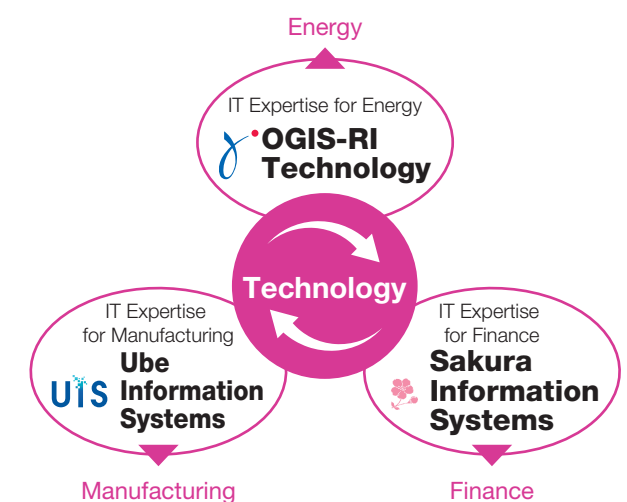 Energy
IT Expertise for Energy
OGIS-RI
Technology
Technology
IT Expertise
for Manufacturing
Ube
UIS Information
Systems
IT Expertise
for Finance
Sakura
Information
Systems
Manufacturing
Finance